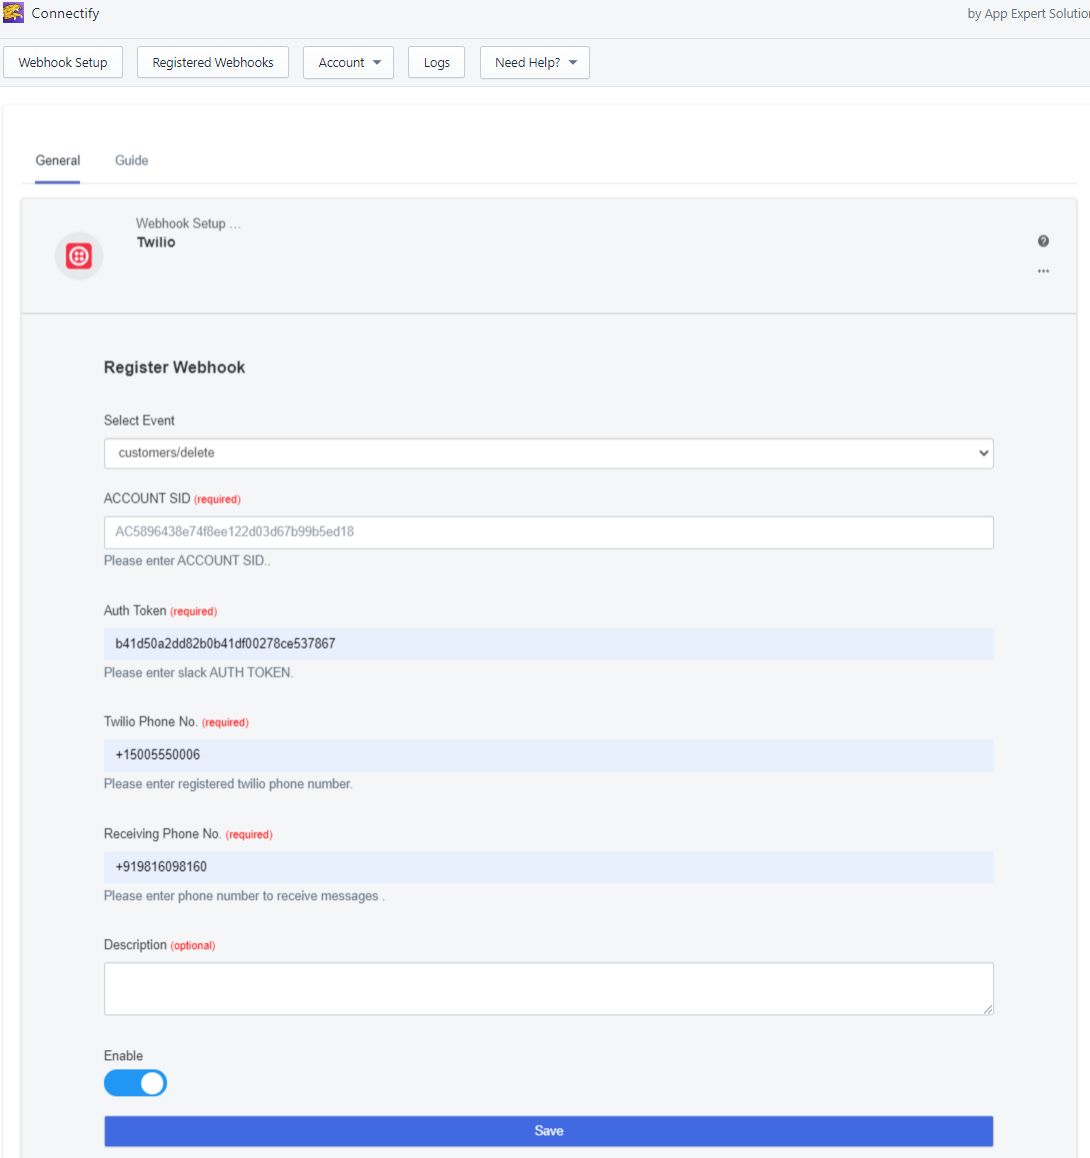 Connectify
by App Expert Solutio
Webhook Setup
Registered Webhooks
Account
Logs
Need Help?
General
Guide
Webhook Setup ...
Twilio
Register Webhook
Select Event
customers/delete
ACCOUNT SID (required)
AC5896438e74f8ee122d03d67b99b5ed18
Please enter ACCOUNT SID..
Auth Token (required)
b41d50a2dd82b0b41df00278ce537867
Please enter slack AUTH TOKEN.
Twilio Phone No. (required)
+15005550006
Please enter registered twilio phone number.
Receiving Phone No. (required)
+919816098160
Please enter phone number to receive messages .
Description (optional)
Enable
Save